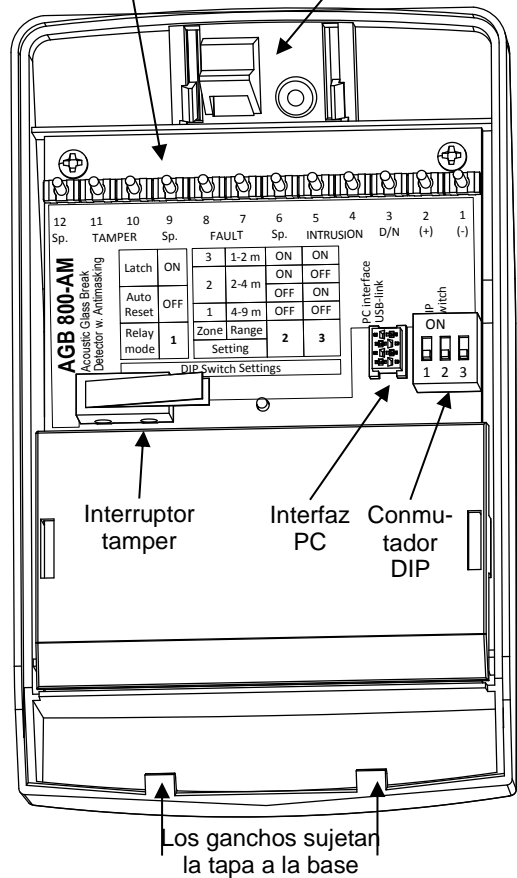 12 11 10 9 8 7 6 5 4 3 2 1
Sp. TAMPER Sp. FAULT Sp. INTRUSION D/N (+) (-)
AGB 800-AM
Acoustic Glass Break
Detector w. Antimasking
Latch ON
Auto Reset OFF
Relay mode 1
3 1-2 m ON ON
2 2-4 m ON OFF
OFF ON
1 4-9 m OFF OFF
Zone Range 2 3
Setting
DIP Switch Settings
PC interface
USB-link
ON
1 2 3
Interruptor
tamper
Interfaz
PC
Conmu-
tador
DIP
Los ganchos sujetan
la tapa a la base